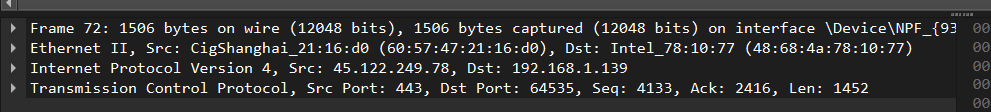 Frame 72: 1506 bytes on wire (12048 bits), 1506 bytes captured (12048 bits) on interface \Device\NPF_{93
Ethernet II, Src: CigShanghai_21:16:d0 (60:57:47:21:16:d0), Dst: Intel_78:10:77 (48:68:4a:78:10:77)
Internet Protocol Version 4, Src: 45.122.249.78, Dst: 192.168.1.139
Transmission Control Protocol, Src Port: 443, Dst Port: 64535, Seq: 4133, Ack: 2416, Len: 1452
00
00
00
00